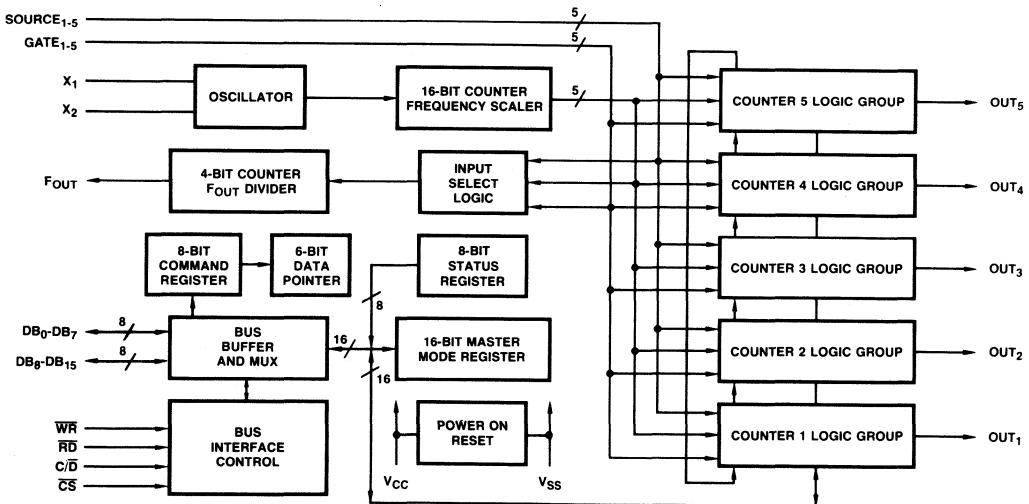 SOURCE1-5
5
GATE1-5
5
X1
X2
OSCILLATOR
16-BIT COUNTER
FREQUENCY SCALER
5
COUNTER 5 LOGIC GROUP
OUT5
FOUT
4-BIT COUNTER
FOUT DIVIDER
INPUT
SELECT
LOGIC
COUNTER 4 LOGIC GROUP
OUT4
8-BIT
COMMAND
REGISTER
6-BIT
DATA
POINTER
8-BIT
STATUS
REGISTER
8
COUNTER 3 LOGIC GROUP
OUT3
DB0-DB7
8
DB8-DB15
8
BUS
BUFFER
AND MUX
16
16-BIT MASTER
MODE REGISTER
16
COUNTER 2 LOGIC GROUP
OUT2
W̅R̅
R̅D̅
C/D̅
C̅S̅
BUS
INTERFACE
CONTROL
POWER ON
RESET
VCC
VSS
COUNTER 1 LOGIC GROUP
OUT1